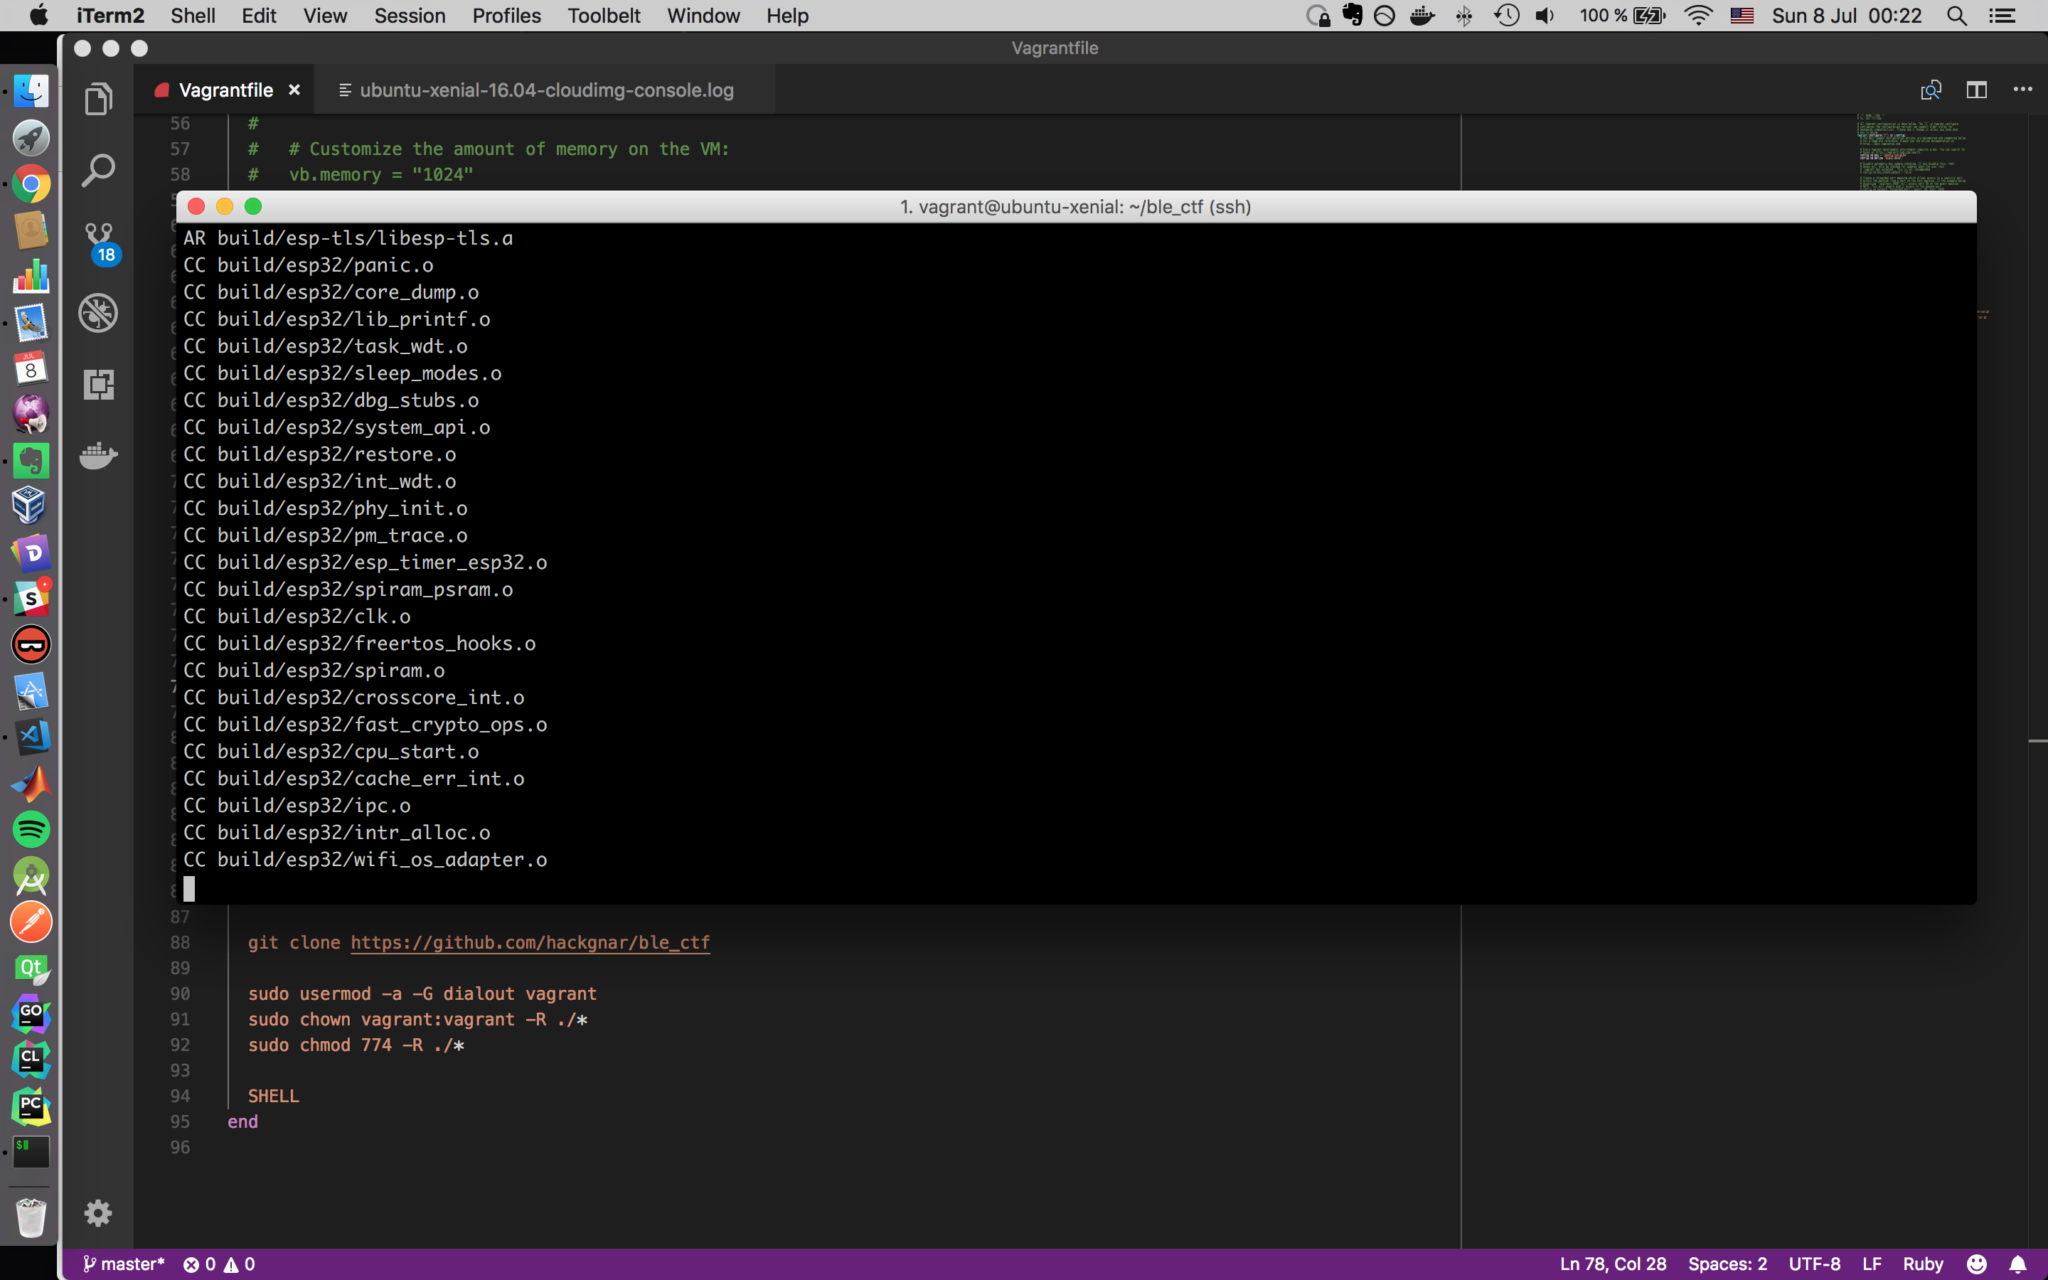 iTerm2 Shell Edit View Session Profiles Toolbelt Window Help 100 % Sun 8 Jul 00:22
Vagrantfile
Vagrantfile × ubuntu-xenial-16.04-cloudimg-console.log
56 #
57 # # Customize the amount of memory on the VM:
58 # vb.memory = "1024"
1. vagrant@ubuntu-xenial: ~/ble_ctf (ssh)
AR build/esp-tls/libesp-tls.a
CC build/esp32/panic.o
CC build/esp32/core_dump.o
CC build/esp32/lib_printf.o
CC build/esp32/task_wdt.o
CC build/esp32/sleep_modes.o
CC build/esp32/dbg_stubs.o
CC build/esp32/system_api.o
CC build/esp32/restore.o
CC build/esp32/int_wdt.o
CC build/esp32/phy_init.o
CC build/esp32/pm_trace.o
CC build/esp32/esp_timer_esp32.o
CC build/esp32/spiram_psram.o
CC build/esp32/clk.o
CC build/esp32/freertos_hooks.o
CC build/esp32/spiram.o
CC build/esp32/crosscore_int.o
CC build/esp32/fast_crypto_ops.o
CC build/esp32/cpu_start.o
CC build/esp32/cache_err_int.o
CC build/esp32/ipc.o
CC build/esp32/intr_alloc.o
CC build/esp32/wifi_os_adapter.o
87
88 git clone https://github.com/hackgnar/ble_ctf
89
90 sudo usermod -a -G dialout vagrant
91 sudo chown vagrant:vagrant -R ./*
92 sudo chmod 774 -R ./*
93
94 SHELL
95 end
96
18
JUL
8
D
S
Qt
GO
CL
PC
$
master* 0 0 Ln 78, Col 28 Spaces: 2 UTF-8 LF Ruby